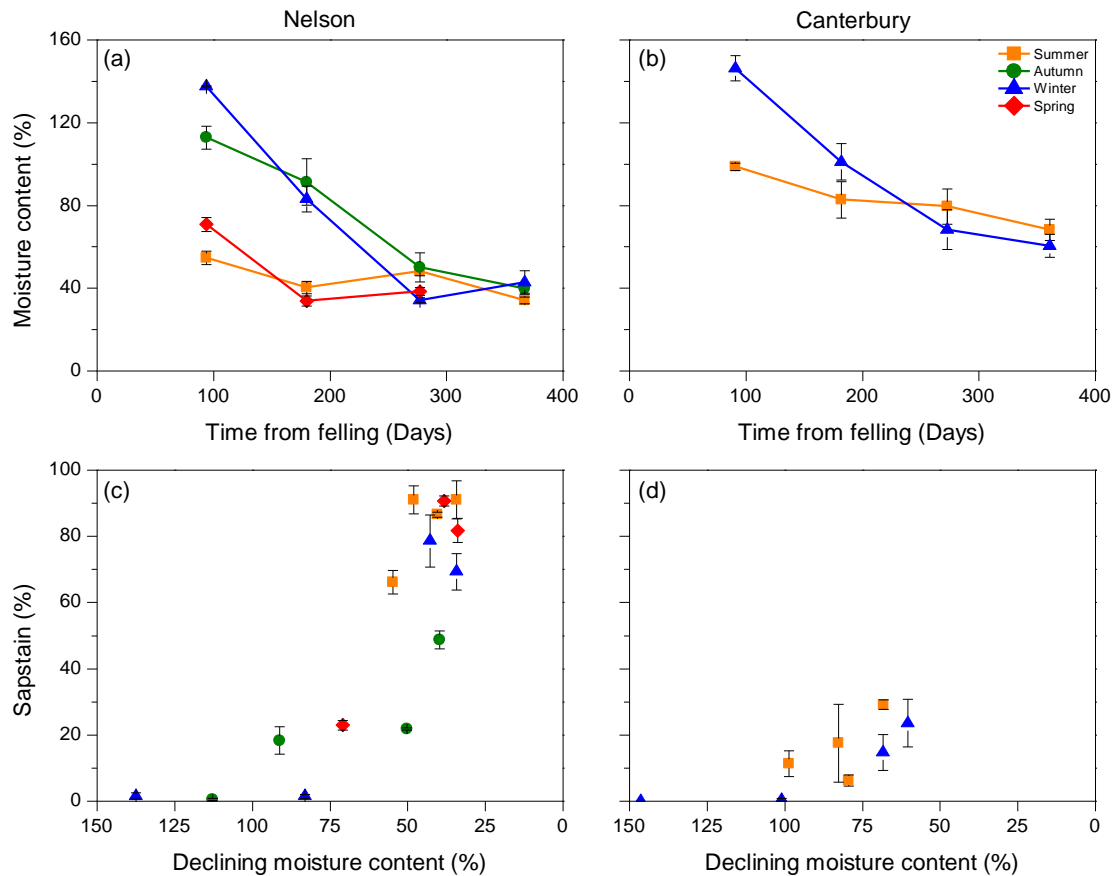 Nelson
Canterbury
(a)
(b)
Summer
Autumn
Winter
Spring
Moisture content (%)
160
120
80
40
0
0 100 200 300 400
0 100 200 300 400
Time from felling (Days)
Time from felling (Days)
(c)
(d)
Sapstain (%)
100
80
60
40
20
0
150 125 100 75 50 25 0
150 125 100 75 50 25 0
Declining moisture content (%)
Declining moisture content (%)